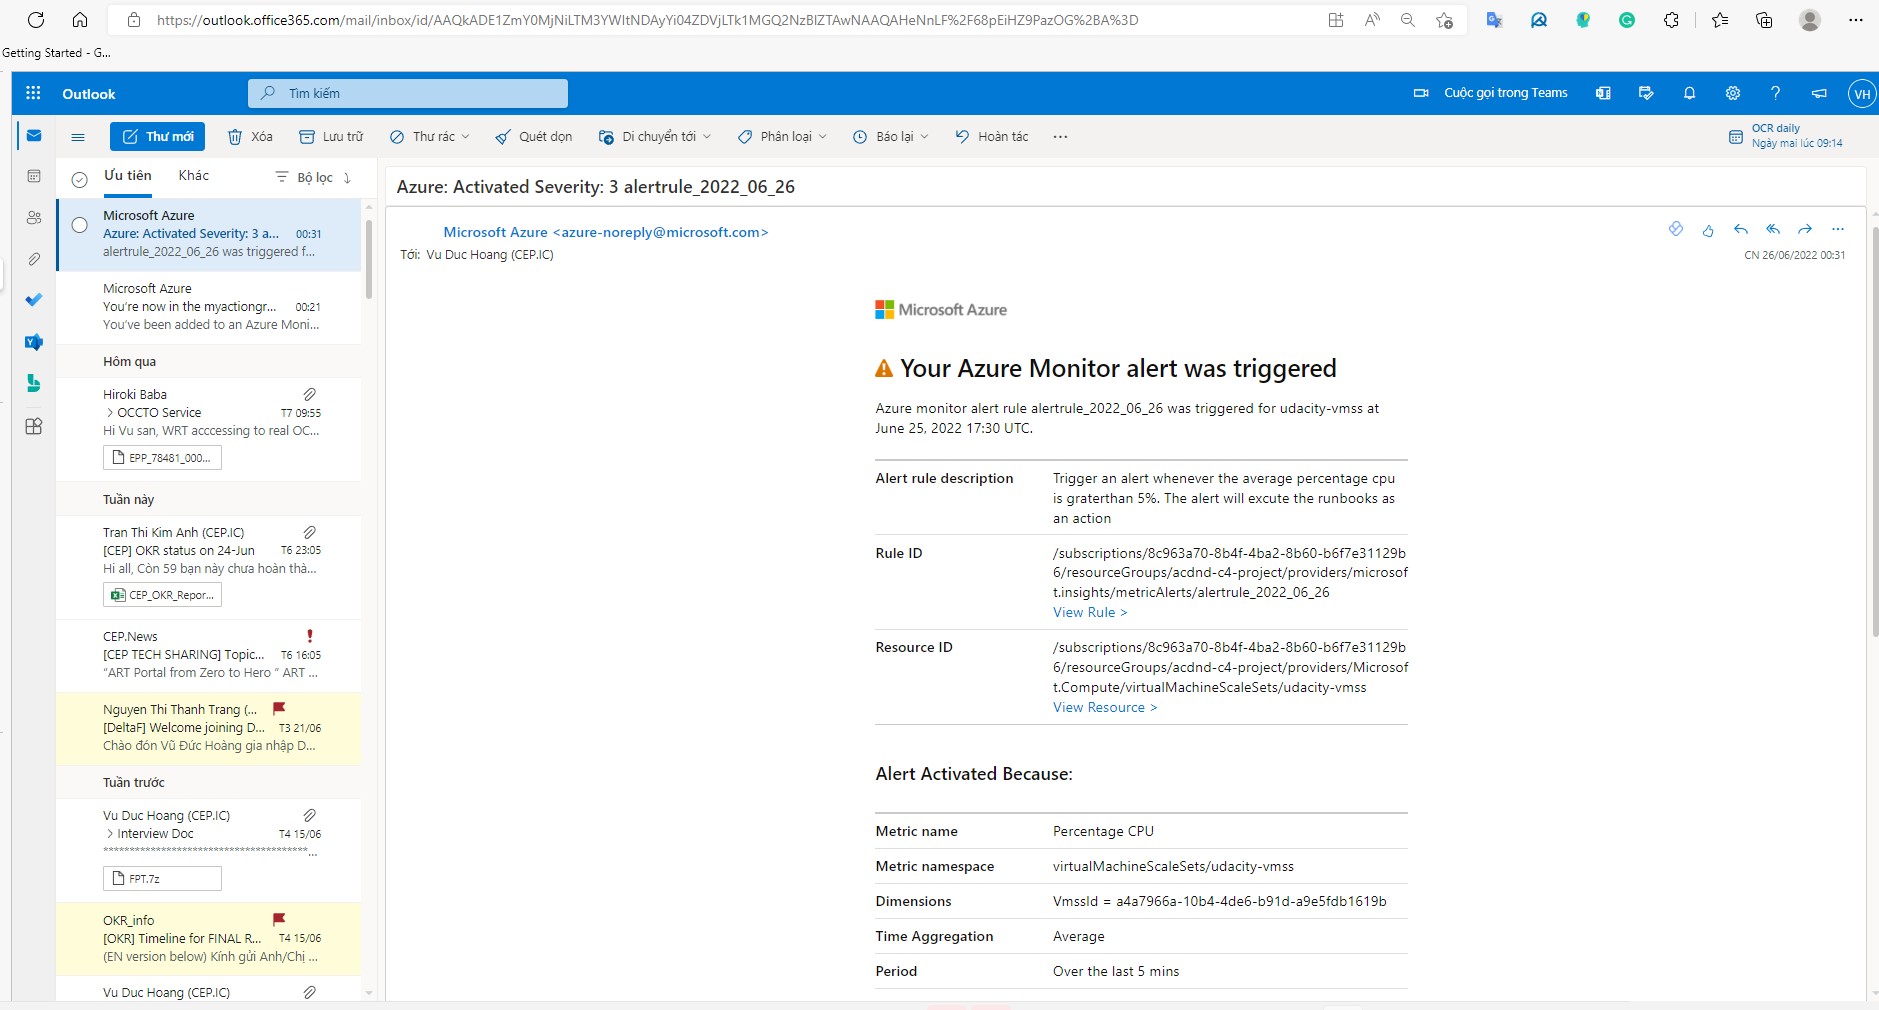 https://outlook.office365.com/mail/inbox/id/AAQkADE1ZmY0MjNiLTM3YWItNDAyYi04ZDVjLTk1MGQ2NzBlZTAwNAAQAHeNnLF%2F68pEiHZ9PazOG%2BA%3D
Getting Started - G...
Outlook
Tìm kiếm
Cuộc gọi trong Teams
VH
Thư mới
Xóa
Lưu trữ
Thư rác
Quét dọn
Di chuyển tới
Phân loại
Báo lại
Hoàn tác
OCR daily
Ngày mai lúc 09:14
Ưu tiên
Khác
Bộ lọc
Microsoft Azure
Azure: Activated Severity: 3 a... 00:31
alertrule_2022_06_26 was triggered f...
Microsoft Azure
You're now in the myactiongr... 00:21
You've been added to an Azure Moni...
Hôm qua
Hiroki Baba
> OCCTO Service T7 09:55
Hi Vu san, WRT acccessing to real OC...
EPP_78481_000...
Tuần này
Tran Thi Kim Anh (CEP.IC)
[CEP] OKR status on 24-Jun T6 23:05
Hi all, Còn 59 bạn này chưa hoàn thà...
CEP_OKR_Repor...
CEP.News
[CEP TECH SHARING] Topic... T6 16:05
“ART Portal from Zero to Hero “ ART ...
Nguyen Thi Thanh Trang (...
[DeltaF] Welcome joining D... T3 21/06
Chào đón Vũ Đức Hoàng gia nhập D...
Tuần trước
Vu Duc Hoang (CEP.IC)
> Interview Doc T4 15/06
***************************************...
FPT.7z
OKR_info
[OKR] Timeline for FINAL R... T4 15/06
(EN version below) Kính gửi Anh/Chị ...
Vu Duc Hoang (CEP.IC)
Azure: Activated Severity: 3 alertrule_2022_06_26
Microsoft Azure <azure-noreply@microsoft.com>
Tới: Vu Duc Hoang (CEP.IC)
CN 26/06/2022 00:31
Microsoft Azure
Your Azure Monitor alert was triggered
Azure monitor alert rule alertrule_2022_06_26 was triggered for udacity-vmss at
June 25, 2022 17:30 UTC.
Alert rule description
Trigger an alert whenever the average percentage cpu
is graterthan 5%. The alert will excute the runbooks as
an action
Rule ID
/subscriptions/8c963a70-8b4f-4ba2-8b60-b6f7e31129b
6/resourceGroups/acdnd-c4-project/providers/microsof
t.insights/metricAlerts/alertrule_2022_06_26
View Rule >
Resource ID
/subscriptions/8c963a70-8b4f-4ba2-8b60-b6f7e31129b
6/resourceGroups/acdnd-c4-project/providers/Microsof
t.Compute/virtualMachineScaleSets/udacity-vmss
View Resource >
Alert Activated Because:
Metric name Percentage CPU
Metric namespace virtualMachineScaleSets/udacity-vmss
Dimensions VmssId = a4a7966a-10b4-4de6-b91d-a9e5fdb1619b
Time Aggregation Average
Period Over the last 5 mins